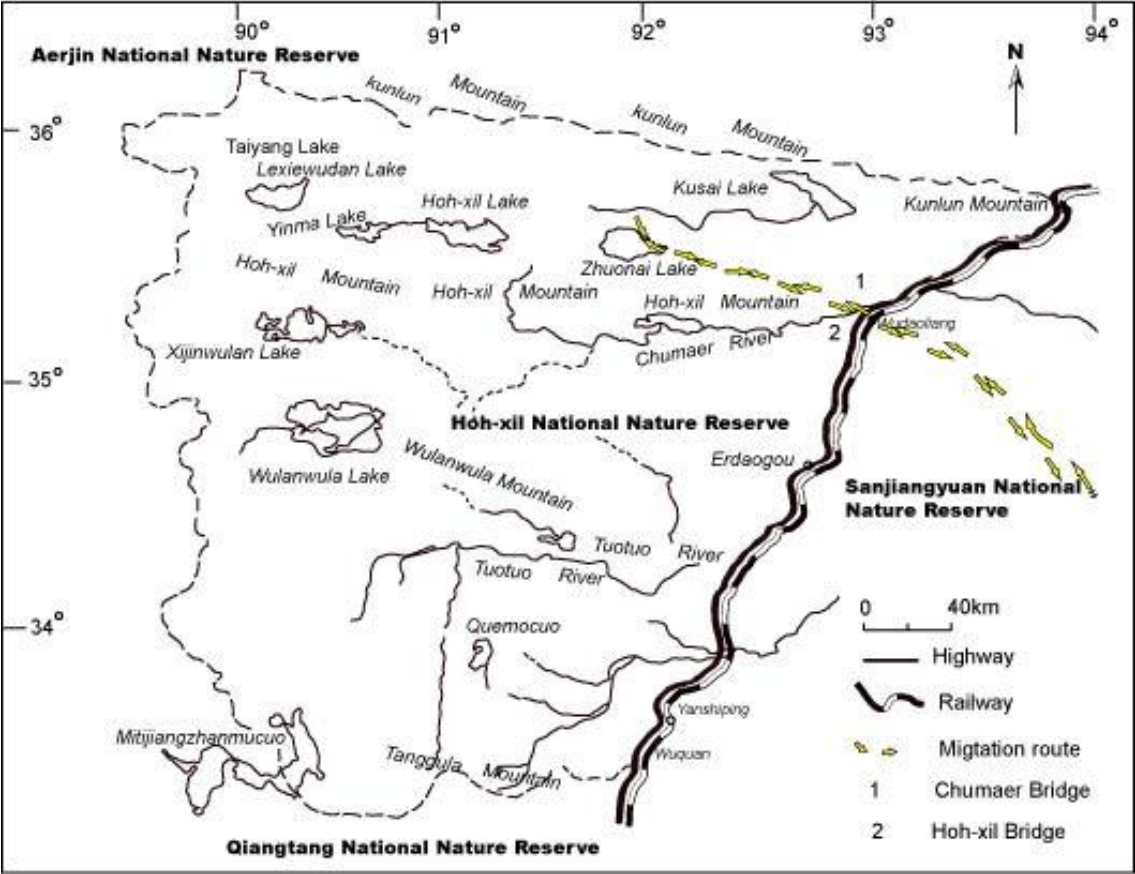 90°
91°
92°
93°
94°
Aerjin National Nature Reserve
N
kunlun
Mountain
kunlun
Mountain
36°
Taiyang Lake
Lexiewudan Lake
Kusai Lake
Kunlun Mountain
Hoh-xil Lake
Yinma Lake
Zhuonai Lake
Hoh-xil
Mountain
Hoh-xil
Mountain
Hoh-xil
Mountain
1
2
Wudaoliang
Xijinwulan Lake
Chumaer River
35°
Hoh-xil National Nature Reserve
Erdaogou
Wulanwula Mountain
Wulanwula Lake
Sanjiangyuan National
Nature Reserve
Tuotuo
River
Tuotuo
River
34°
Quemocuo
0
40km
Highway
Railway
Yanshiping
Mitijiangzhanmucuo
Wuquan
Tanggula
Mountain
Migtation route
1
Chumaer Bridge
2
Hoh-xil Bridge
Qiangtang National Nature Reserve